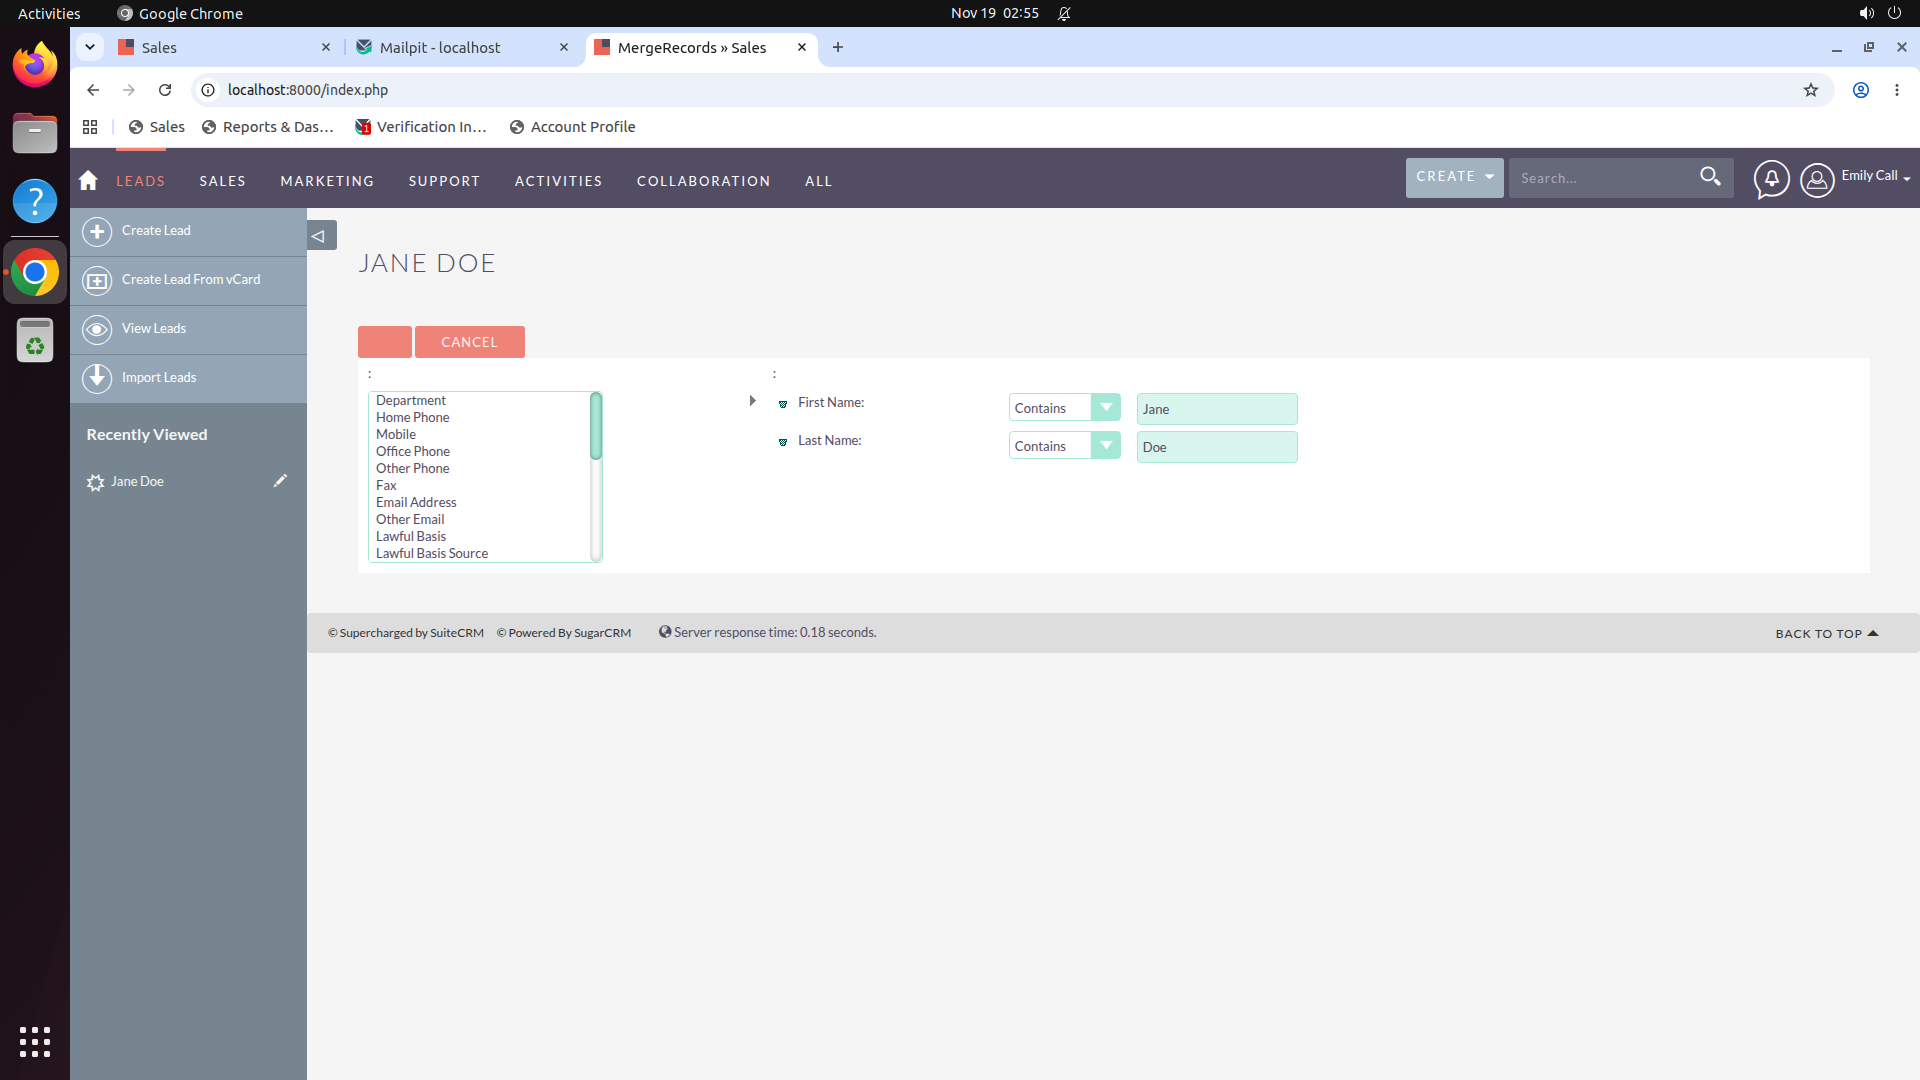 Activities
Google Chrome
Nov 19 02:55
Sales
Mailpit - localhost
MergeRecords » Sales
localhost:8000/index.php
Sales
Reports & Das...
1
Verification In...
Account Profile
LEADS
SALES
MARKETING
SUPPORT
ACTIVITIES
COLLABORATION
ALL
CREATE
Search...
Emily Call
Create Lead
Create Lead From vCard
View Leads
Import Leads
Recently Viewed
Jane Doe
JANE DOE
CANCEL
:
:
Department
Home Phone
Mobile
Office Phone
Other Phone
Fax
Email Address
Other Email
Lawful Basis
Lawful Basis Source
First Name:
Contains
Jane
Last Name:
Contains
Doe
© Supercharged by SuiteCRM
© Powered By SugarCRM
Server response time: 0.18 seconds.
BACK TO TOP